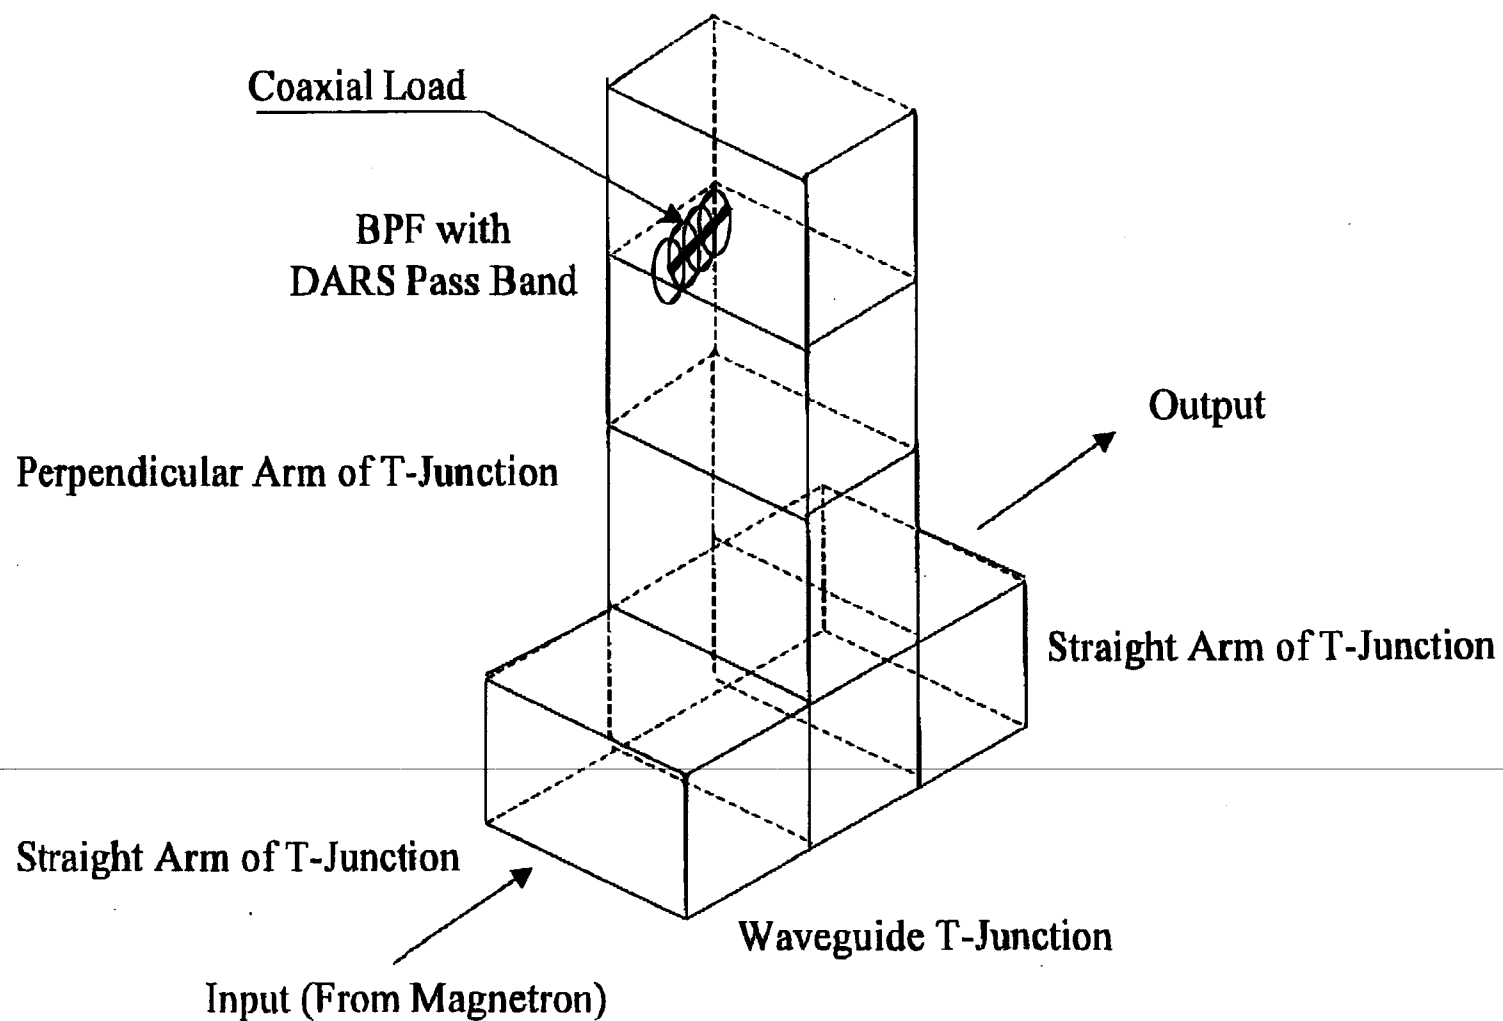 Coaxial Load
BPF with
DARS Pass Band
Output
Perpendicular Arm of T-Junction
Straight Arm of T-Junction
Straight Arm of T-Junction
Waveguide T-Junction
Input (From Magnetron)